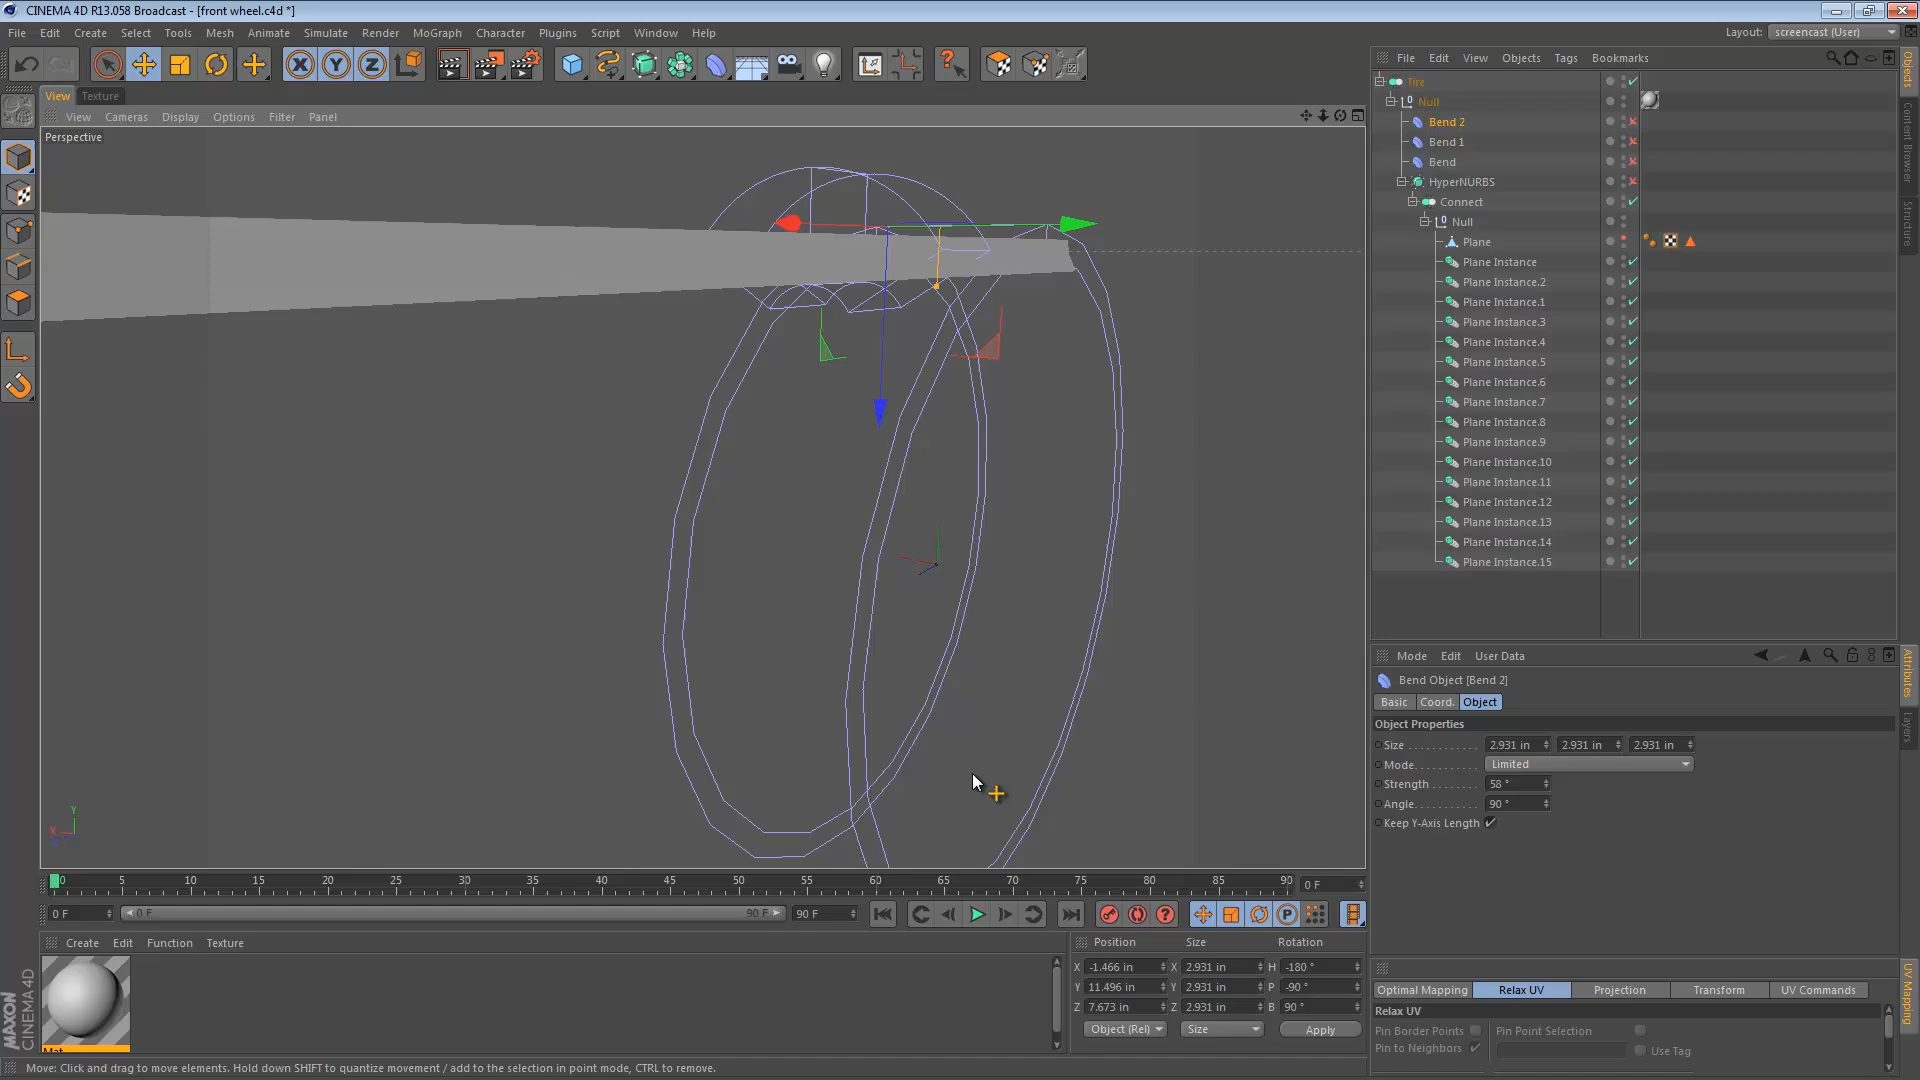 CINEMA 4D R13.058 Broadcast - [front wheel.c4d *]
File Edit Create Select Tools Mesh Animate Simulate Render MoGraph Character Plugins Script Window Help
Layout: screencast (User)
View Texture
View Cameras Display Options Filter Panel
Perspective
File Edit View Objects Tags Bookmarks
Tire
Null
Bend 2
Bend 1
Bend
HyperNURBS
Connect
Null
Plane
Plane Instance
Plane Instance.2
Plane Instance.1
Plane Instance.3
Plane Instance.4
Plane Instance.5
Plane Instance.6
Plane Instance.7
Plane Instance.8
Plane Instance.9
Plane Instance.10
Plane Instance.11
Plane Instance.12
Plane Instance.13
Plane Instance.14
Plane Instance.15
Objects
Content Browser
Structure
Mode Edit User Data
Bend Object [Bend 2]
Basic Coord. Object
Object Properties
Size 2.931 in 2.931 in 2.931 in
Mode Limited
Strength 58 °
Angle 90 °
Keep Y-Axis Length
Attributes
Layers
Y
X
0 5 10 15 20 25 30 35 40 45 50 55 60 65 70 75 80 85 90 0 F
0 F 0 F 90 F 90 F
Create Edit Function Texture
Mat
Position Size Rotation
X -1.466 in X 2.931 in H -180 °
Y 11.496 in Y 2.931 in P -90 °
Z 7.673 in Z 2.931 in B 90 °
Object (Rel) Size Apply
Optimal Mapping Relax UV Projection Transform UV Commands
Relax UV
Pin Border Points Pin Point Selection
Pin to Neighbors Use Tag
UV Mapping
MAXON
CINEMA 4D
Move: Click and drag to move elements. Hold down SHIFT to quantize movement / add to the selection in point mode, CTRL to remove.